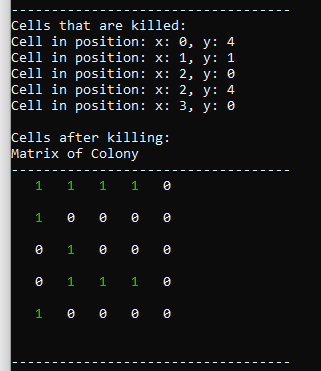 -----------------------------------
Cells that are killed:
Cell in position: x: 0, y: 4
Cell in position: x: 1, y: 1
Cell in position: x: 2, y: 0
Cell in position: x: 2, y: 4
Cell in position: x: 3, y: 0
Cells after killing:
Matrix of Colony
-----------------------------------
1 1 1 1 0
1 0 0 0 0
0 1 0 0 0
0 1 1 1 0
1 0 0 0 0
-----------------------------------